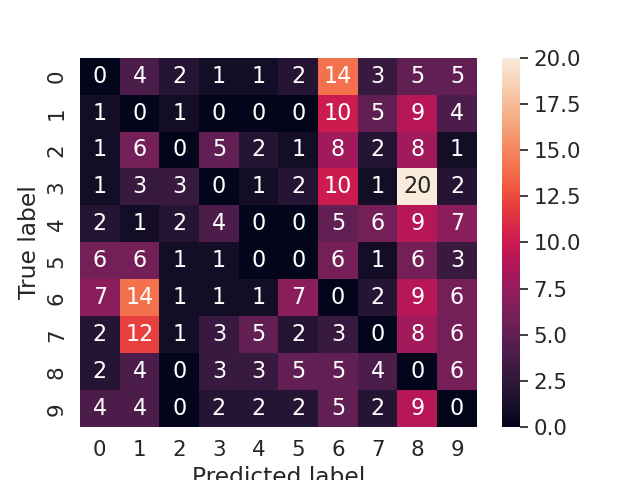 0 0 4 2 1 1 2 14 3 5 5
1 1 0 1 0 0 0 10 5 9 4
2 1 6 0 5 2 1 8 2 8 1
3 1 3 3 0 1 2 10 1 20 2
4 2 1 2 4 0 0 5 6 9 7
5 6 6 1 1 0 0 6 1 6 3
6 7 14 1 1 1 7 0 2 9 6
7 2 12 1 3 5 2 3 0 8 6
8 2 4 0 3 3 5 5 4 0 6
9 4 4 0 2 2 2 5 2 9 0
0 1 2 3 4 5 6 7 8 9
Predicted label
True label
20.0
17.5
15.0
12.5
10.0
7.5
5.0
2.5
0.0